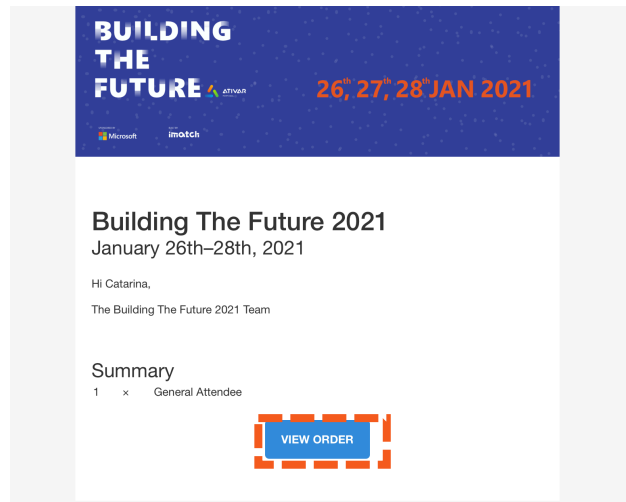 BUILDING
THE
FUTURE ATIVAR
26th, 27th, 28th JAN 2021
Microsoft imatch
Building The Future 2021
January 26th–28th, 2021
Hi Catarina,
The Building The Future 2021 Team
Summary
1 × General Attendee
VIEW ORDER